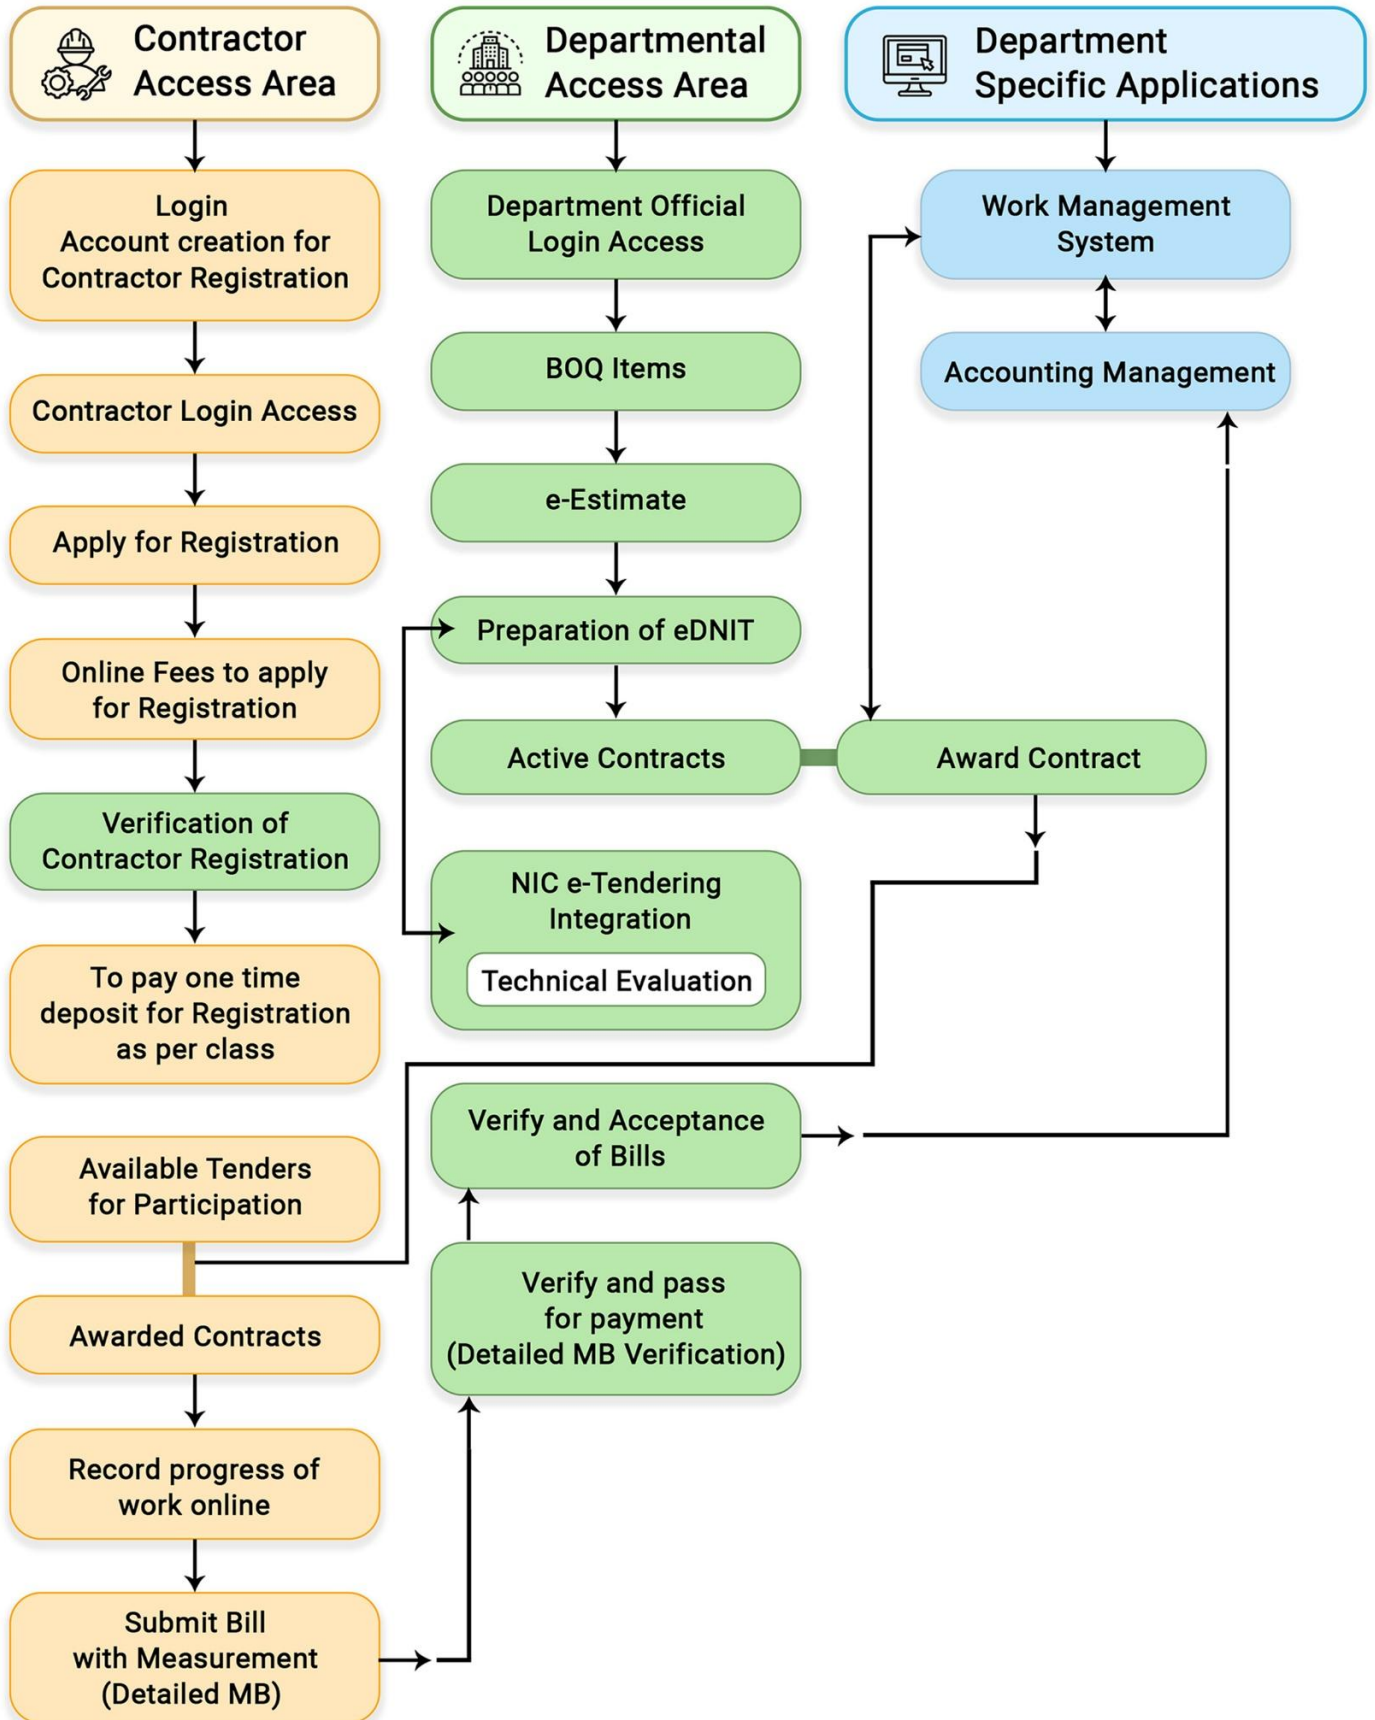 Contractor
Access Area
Login
Account creation for
Contractor Registration
Contractor Login Access
Apply for Registration
Online Fees to apply
for Registration
Verification of
Contractor Registration
To pay one time
deposit for Registration
as per class
Available Tenders
for Participation
Awarded Contracts
Record progress of
work online
Submit Bill
with Measurement
(Detailed MB)
Departmental
Access Area
Department Official
Login Access
BOQ Items
e-Estimate
Preparation of eDNIT
Active Contracts
Award Contract
NIC e-Tendering
Integration
Technical Evaluation
Verify and Acceptance
of Bills
Verify and pass
for payment
(Detailed MB Verification)
Department
Specific Applications
Work Management
System
Accounting Management